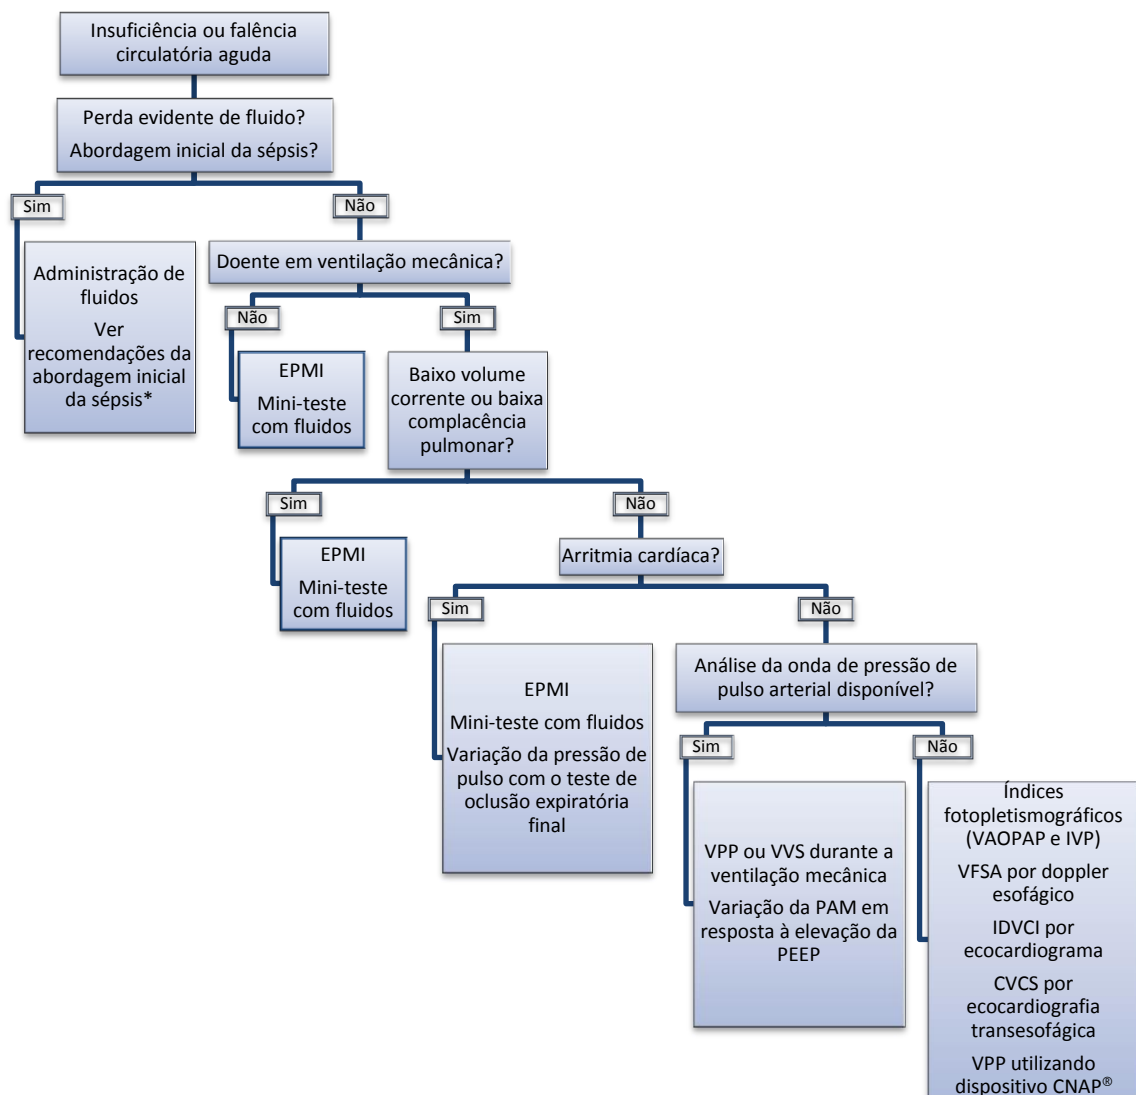 Insuficiência ou falência
circulatória aguda
Perda evidente de fluido?
Abordagem inicial da sépsis?
Sim
Não
Administração de
fluidos
Ver
recomendações da
abordagem inicial
da sépsis*
Doente em ventilação mecânica?
Não
Sim
EPMI
Mini-teste
com fluidos
Baixo volume
corrente ou baixa
complacência
pulmonar?
Sim
Não
EPMI
Mini-teste
com fluidos
Arritmia cardíaca?
Sim
Não
EPMI
Mini-teste com fluidos
Variação da pressão de
pulso com o teste de
oclusão expiratória
final
Análise da onda de pressão de
pulso arterial disponível?
Sim
Não
VPP ou VVS durante a
ventilação mecânica
Variação da PAM em
resposta à elevação da
PEEP
Índices
fotopletismográficos
(VAOPAP e IVP)
VFSA por doppler
esofágico
IDVCI por
ecocardiograma
CVCS por
ecocardiografia
transesofágica
VPP utilizando
dispositivo CNAP®